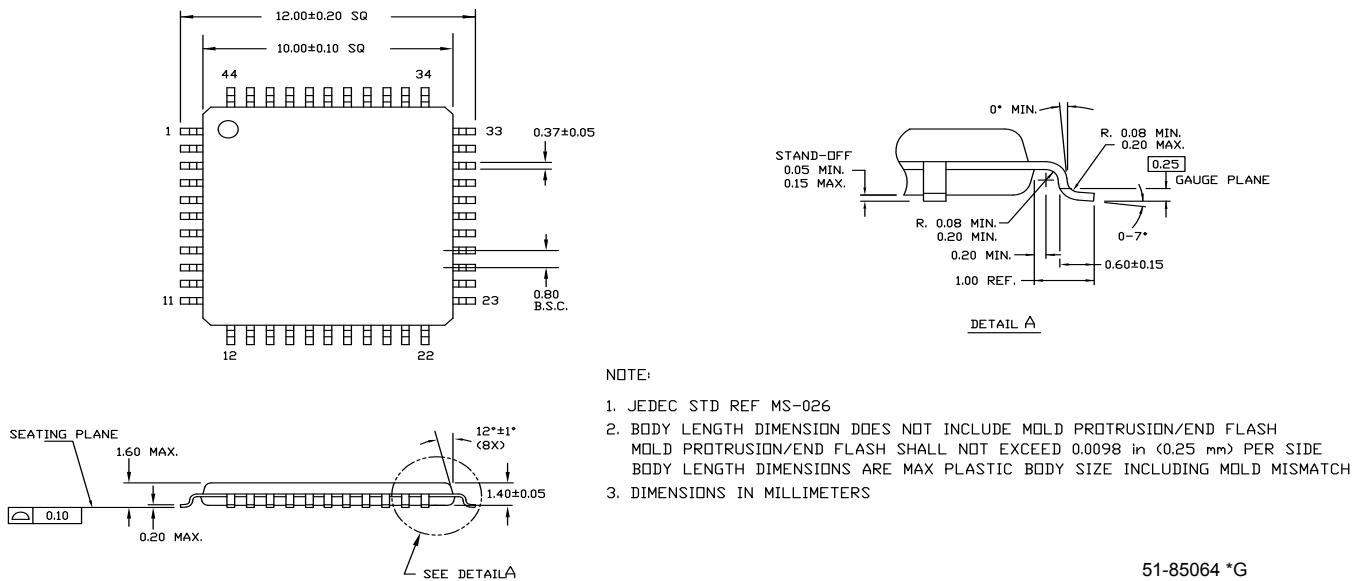 12.00±0.20 SQ
10.00±0.10 SQ
44
34
1
33
0.37±0.05
11
23
0.80
B.S.C.
12
22
0° MIN.
R. 0.08 MIN.
0.20 MAX.
STAND-OFF
0.05 MIN.
0.15 MAX.
0.25
GAUGE PLANE
R. 0.08 MIN.
0.20 MIN.
0-7°
0.20 MIN.
0.60±0.15
1.00 REF.
DETAIL A
SEATING PLANE
1.60 MAX.
12°±1°
(8X)
1.40±0.05
0.10
0.20 MAX.
SEE DETAILA
NOTE:
1. JEDEC STD REF MS-026
2. BODY LENGTH DIMENSION DOES NOT INCLUDE MOLD PROTRUSION/END FLASH
MOLD PROTRUSION/END FLASH SHALL NOT EXCEED 0.0098 in (0.25 mm) PER SIDE
BODY LENGTH DIMENSIONS ARE MAX PLASTIC BODY SIZE INCLUDING MOLD MISMATCH
3. DIMENSIONS IN MILLIMETERS
51-85064 *G